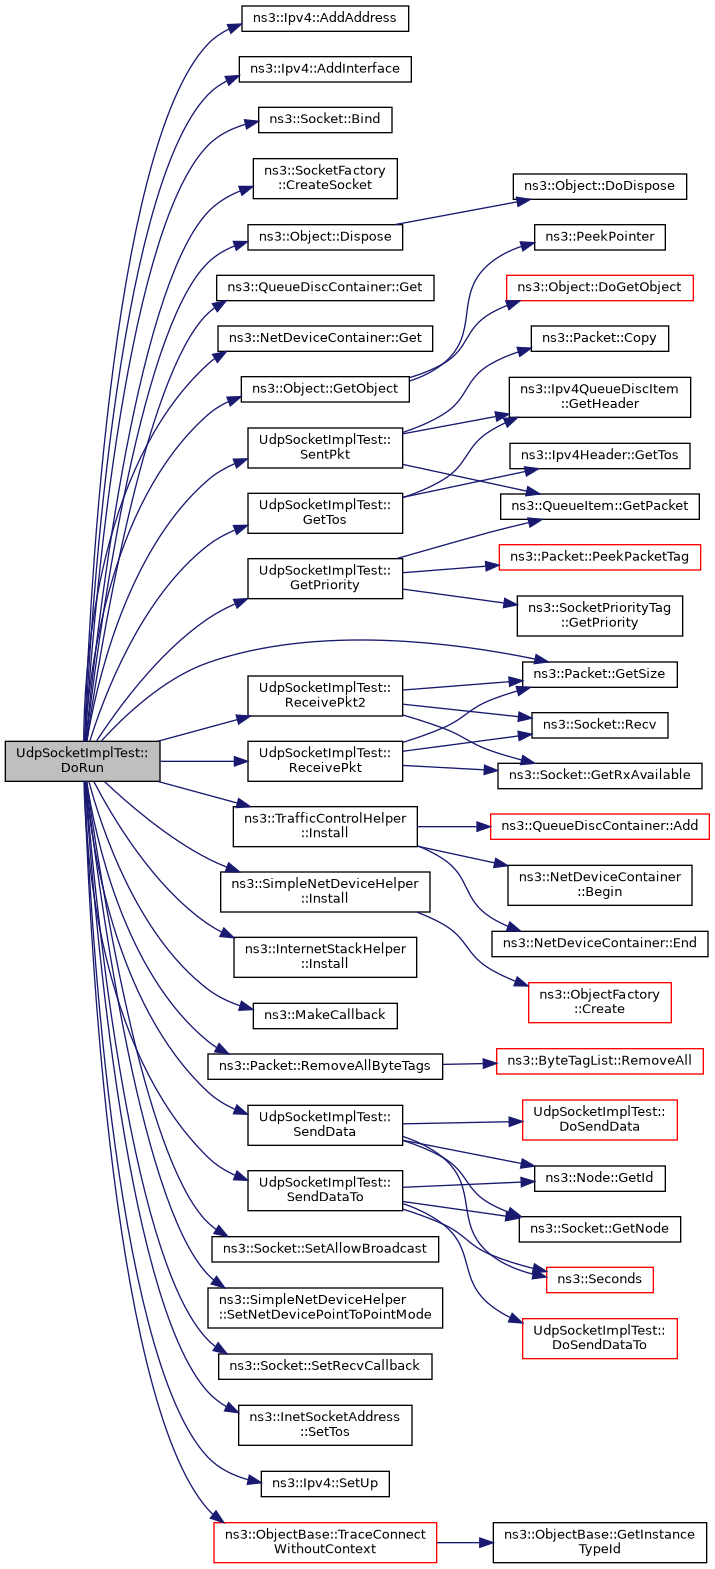 UdpSocketImplTest::
DoRun
ns3::Ipv4::AddAddress
ns3::Ipv4::AddInterface
ns3::Socket::Bind
ns3::SocketFactory
::CreateSocket
ns3::Object::Dispose
ns3::Object::DoDispose
ns3::QueueDiscContainer::Get
ns3::NetDeviceContainer::Get
ns3::Object::GetObject
ns3::PeekPointer
ns3::Object::DoGetObject
UdpSocketImplTest::
SentPkt
ns3::Packet::Copy
ns3::Ipv4QueueDiscItem
::GetHeader
UdpSocketImplTest::
GetTos
ns3::Ipv4Header::GetTos
ns3::QueueItem::GetPacket
UdpSocketImplTest::
GetPriority
ns3::Packet::PeekPacketTag
ns3::SocketPriorityTag
::GetPriority
ns3::Packet::GetSize
UdpSocketImplTest::
ReceivePkt2
ns3::Socket::Recv
UdpSocketImplTest::
ReceivePkt
ns3::Socket::GetRxAvailable
ns3::TrafficControlHelper
::Install
ns3::QueueDiscContainer::Add
ns3::NetDeviceContainer
::Begin
ns3::NetDeviceContainer::End
ns3::SimpleNetDeviceHelper
::Install
ns3::ObjectFactory
::Create
ns3::InternetStackHelper
::Install
ns3::MakeCallback
ns3::Packet::RemoveAllByteTags
ns3::ByteTagList::RemoveAll
UdpSocketImplTest::
SendData
UdpSocketImplTest::
DoSendData
ns3::Node::GetId
UdpSocketImplTest::
SendDataTo
ns3::Socket::GetNode
ns3::Seconds
UdpSocketImplTest::
DoSendDataTo
ns3::Socket::SetAllowBroadcast
ns3::SimpleNetDeviceHelper
::SetNetDevicePointToPointMode
ns3::Socket::SetRecvCallback
ns3::InetSocketAddress
::SetTos
ns3::Ipv4::SetUp
ns3::ObjectBase::TraceConnect
WithoutContext
ns3::ObjectBase::GetInstance
TypeId